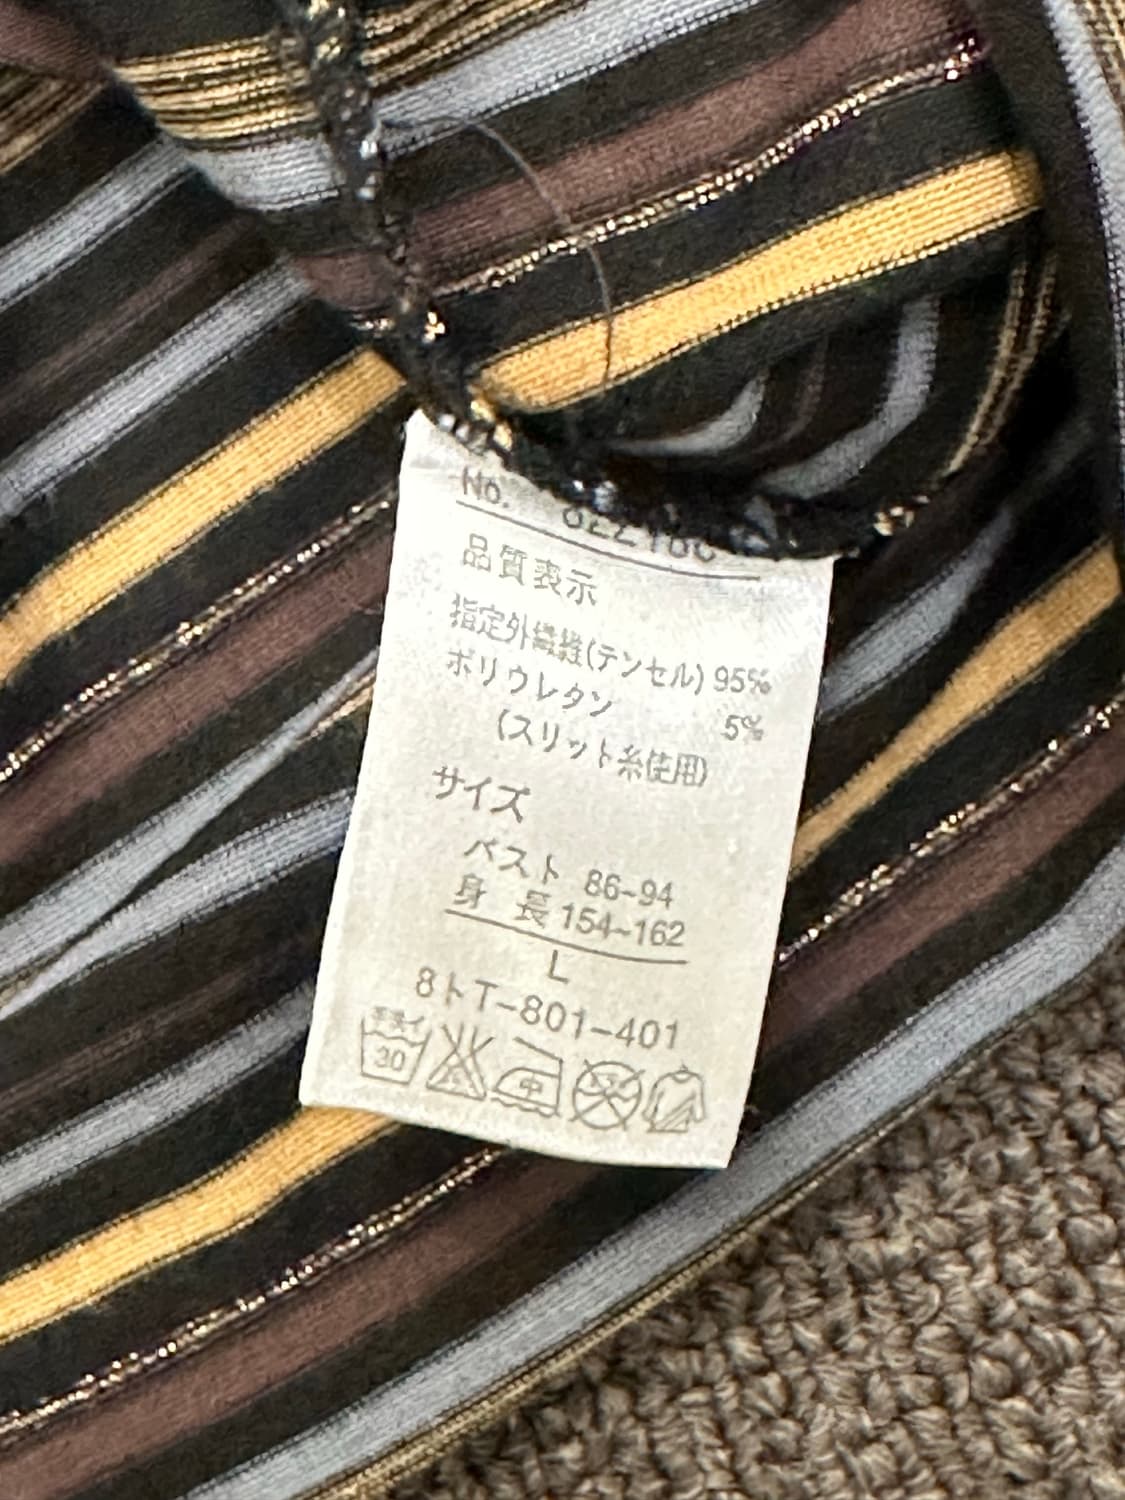 No.
品質表示
指定外繊維(テンセル) 95%
ポリウレタン 5%
(スリット糸使用)
サイズ
バスト 86-94
身長 154~162
L
8トT-801-401
30 中